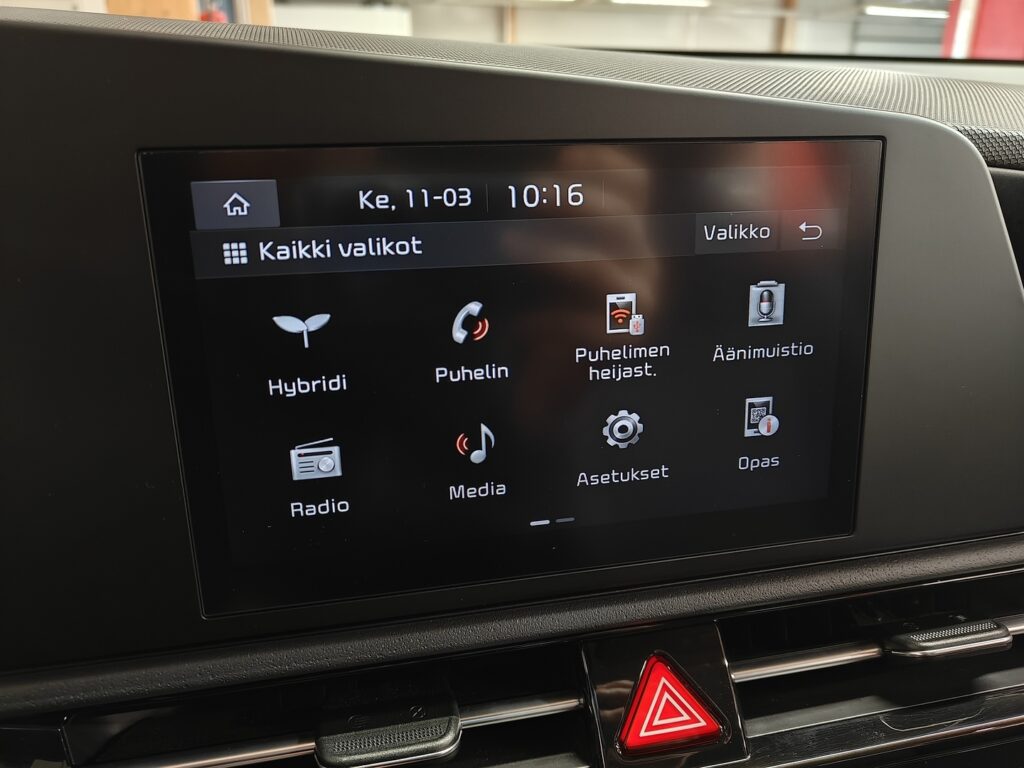 Ke, 11-03 10:16
Kaikki valikot
Valikko
Hybridi
Puhelin
Puhelimen
heijast.
Äänimuistio
Radio
Media
Asetukset
Opas